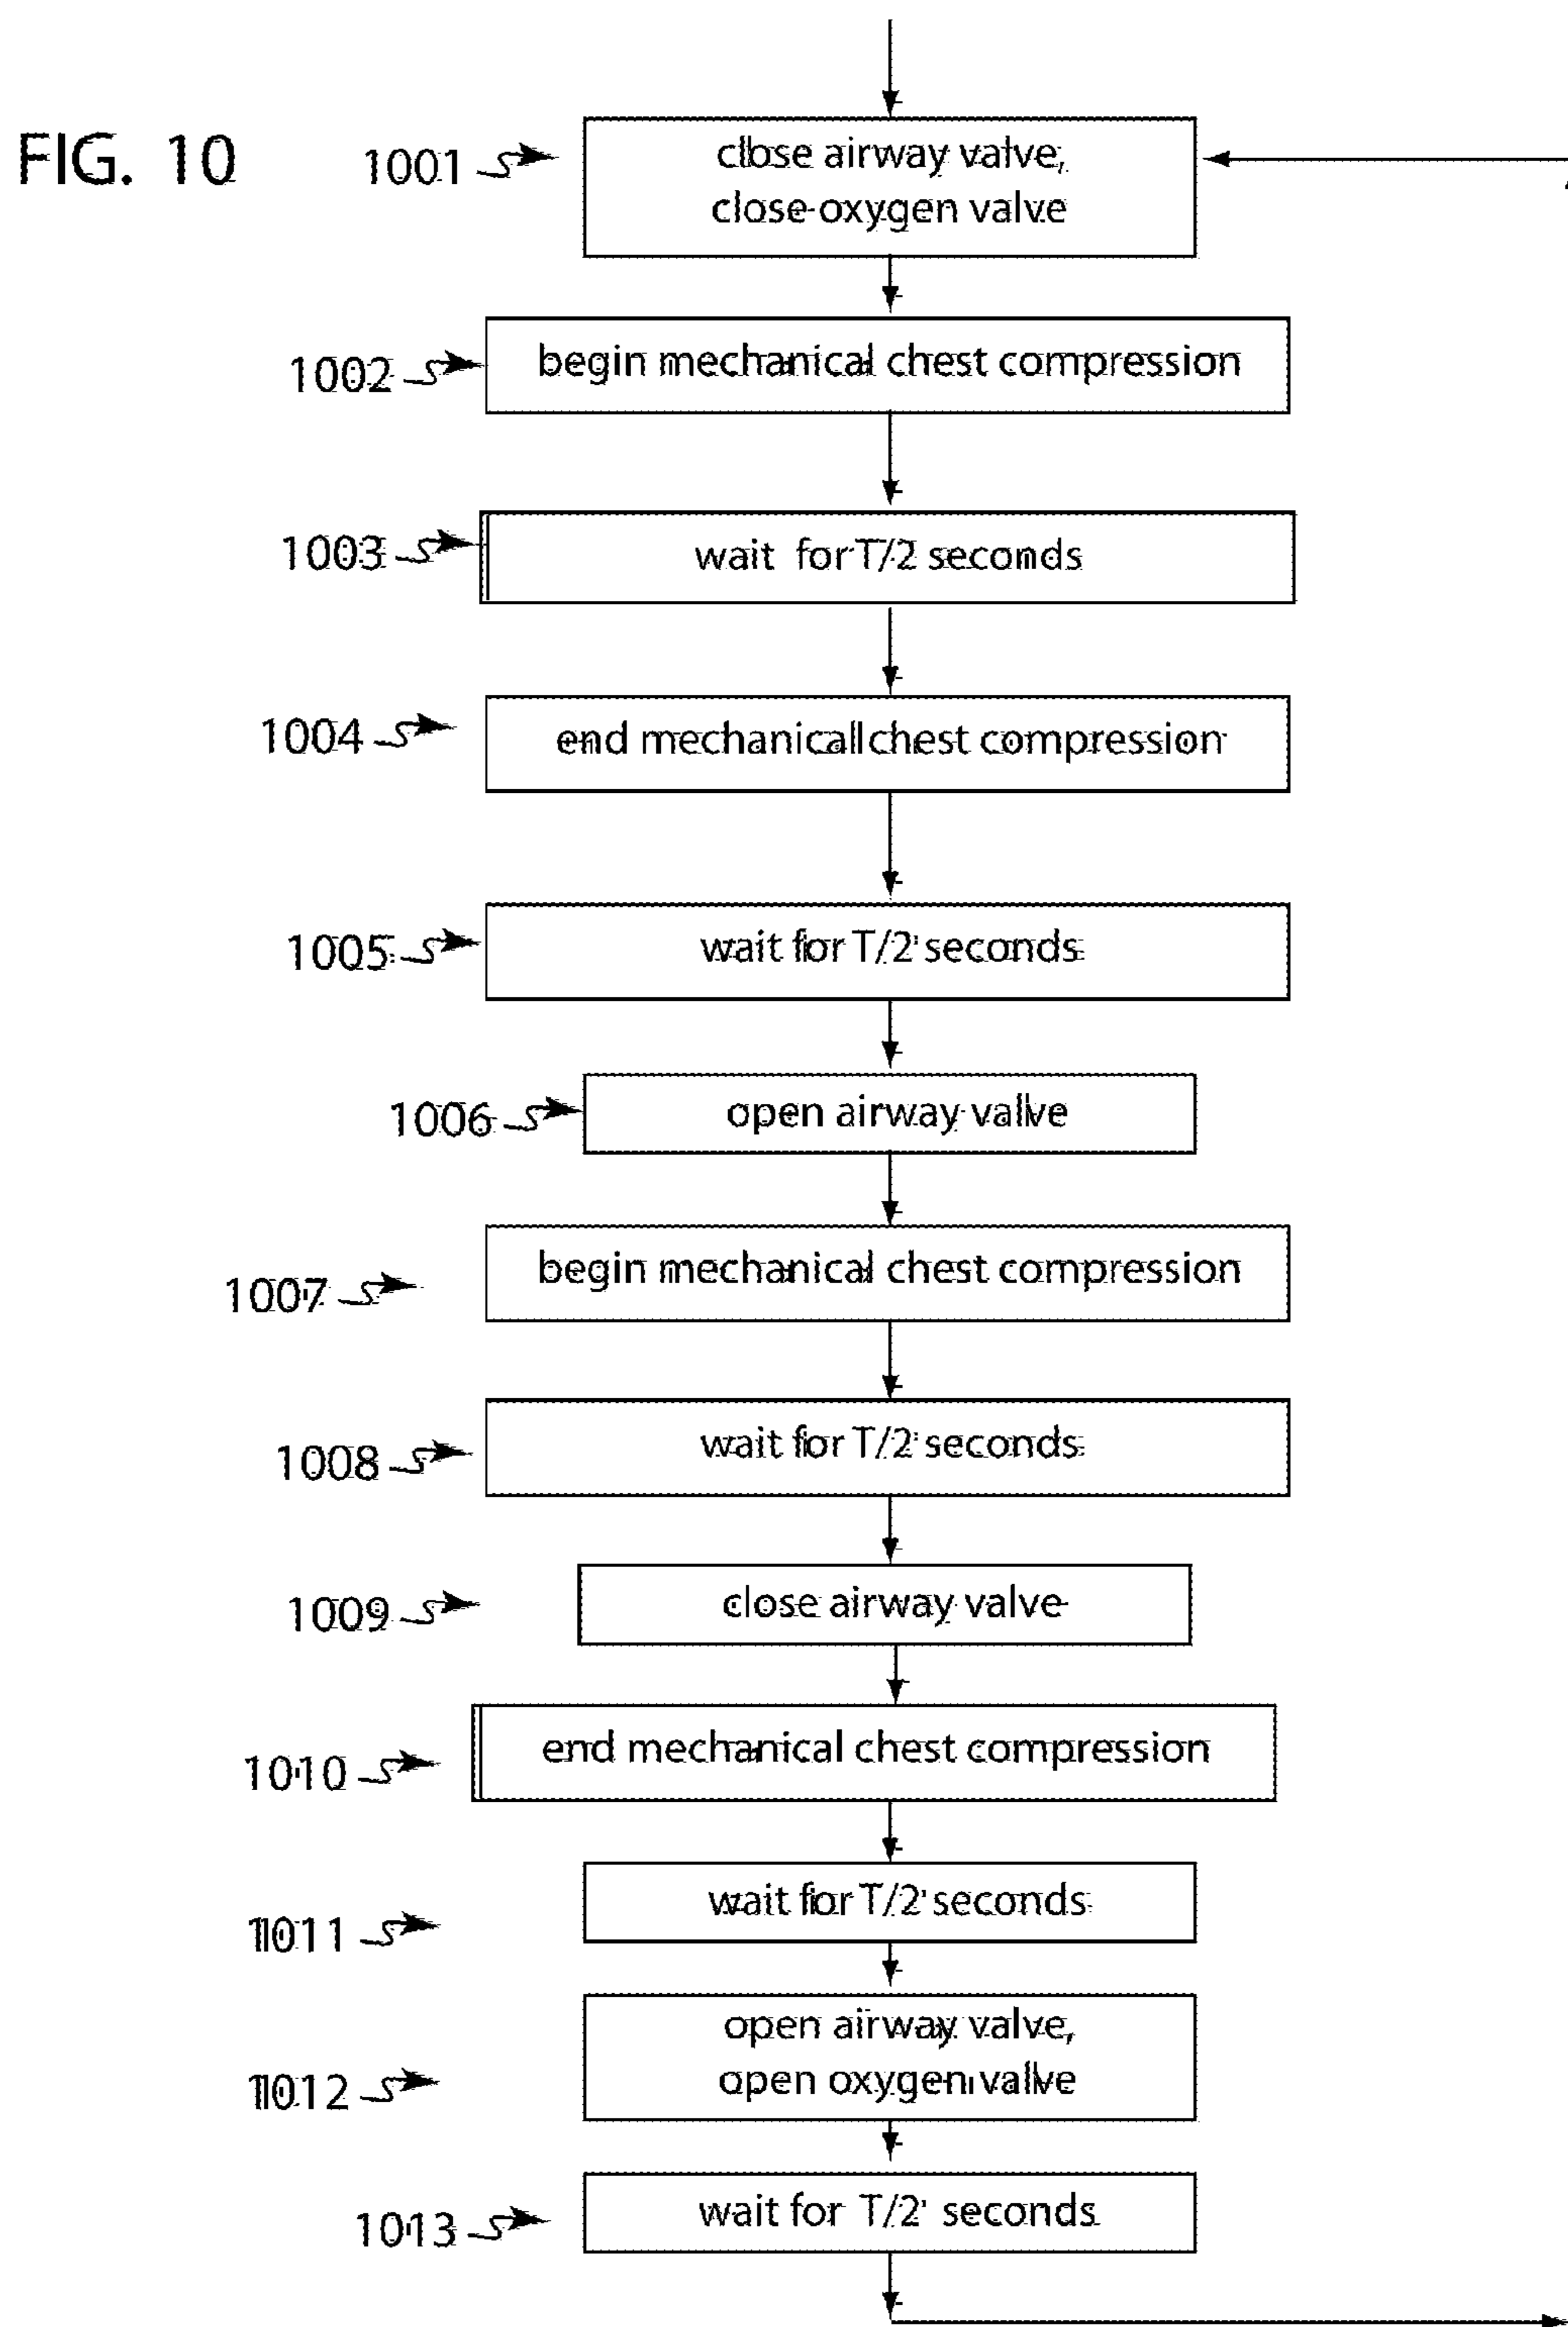 FIG. 10
1001
close airway valve,
close oxygen valve
1002
begin mechanical chest compression
1003
wait for T/2 seconds
1004
end mechanical chest compression
1005
wait for T/2 seconds
1006
open airway valve
1007
begin mechanical chest compression
1008
wait for T/2 seconds
1009
close airway valve
1010
end mechanical chest compression
1011
wait for T/2 seconds
1012
open airway valve,
open oxygen valve
1013
wait for T/2 seconds